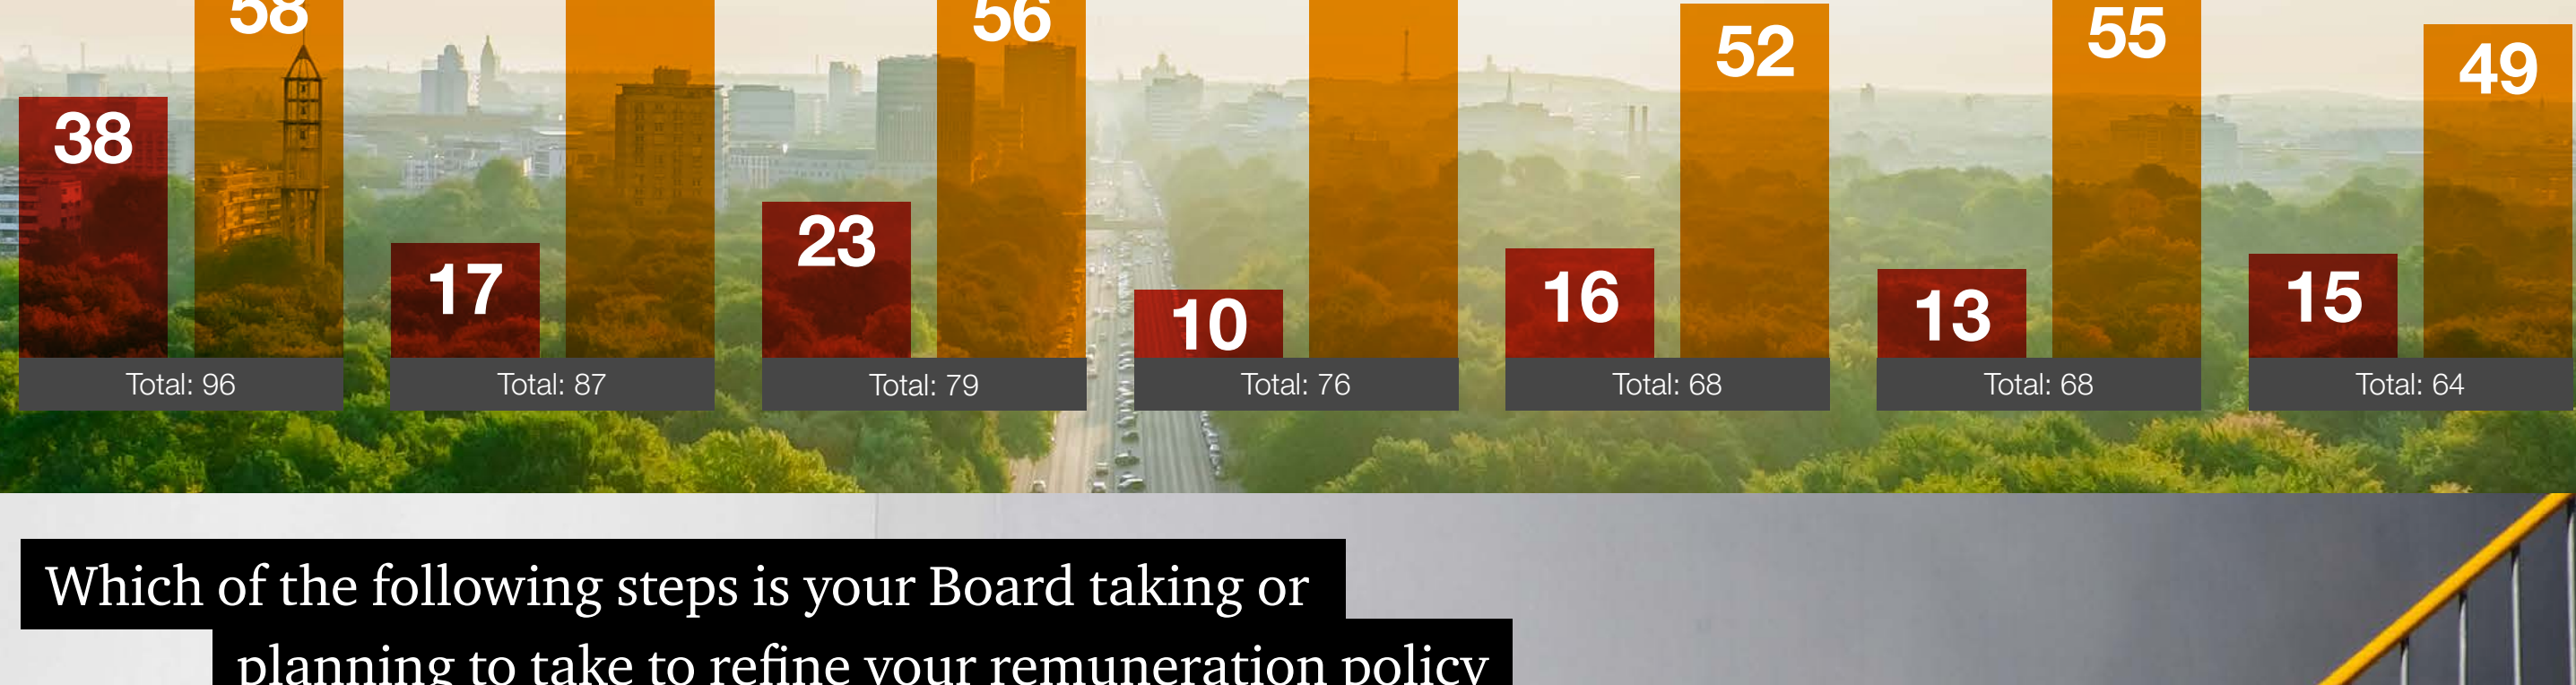 58
56
52
55
49
38
17
23
10
16
13
15
Total: 96
Total: 87
Total: 79
Total: 76
Total: 68
Total: 68
Total: 64
Which of the following steps is your Board taking or
planning to take to refine your remuneration policy